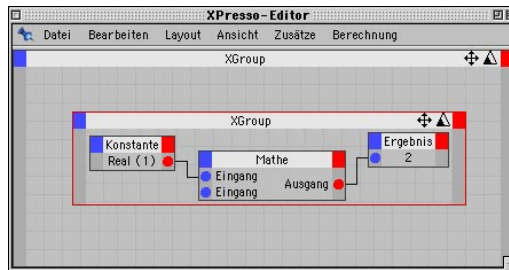 XPresso-Editor
Datei Bearbeiten Layout Ansicht Zusätze Berechnung
XGroup
XGroup
Konstante
Real (1)
Mathe
Eingang
Eingang
Ausgang
Ergebnis
2